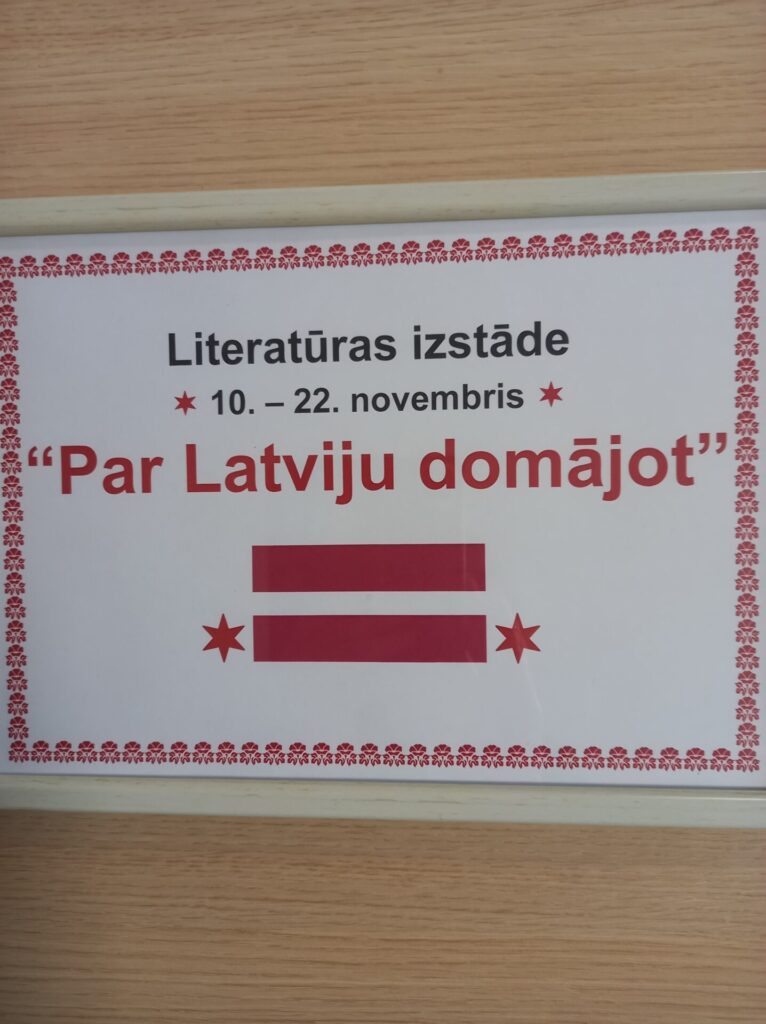 Literatūras izstāde
10. – 22. novembris
“Par Latviju domājot”